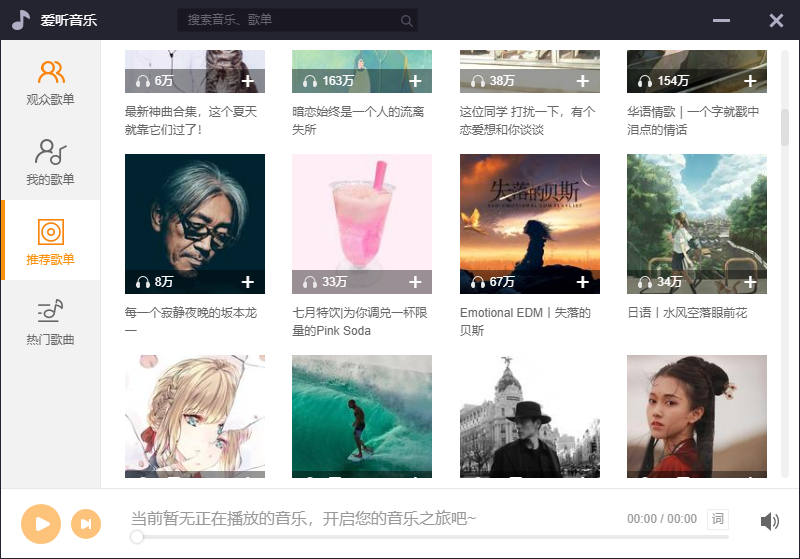 爱听音乐
搜索音乐、歌单
观众歌单
我的歌单
推荐歌单
热门歌曲
6万
163万
38万
154万
最新神曲合集，这个夏天
就靠它们过了！
暗恋始终是一个人的流离
失所
这位同学 打扰一下，有个
恋爱想和你谈谈
华语情歌 | 一个字就戳中
泪点的情话
失落的贝斯
8万
33万
67万
34万
每一个寂静夜晚的坂本龙
一
七月特饮|为你调兑一杯限
量的Pink Soda
Emotional EDM丨失落的
贝斯
日语丨水风空落眼前花
当前暂无正在播放的音乐，开启您的音乐之旅吧~
00:00 / 00:00
词